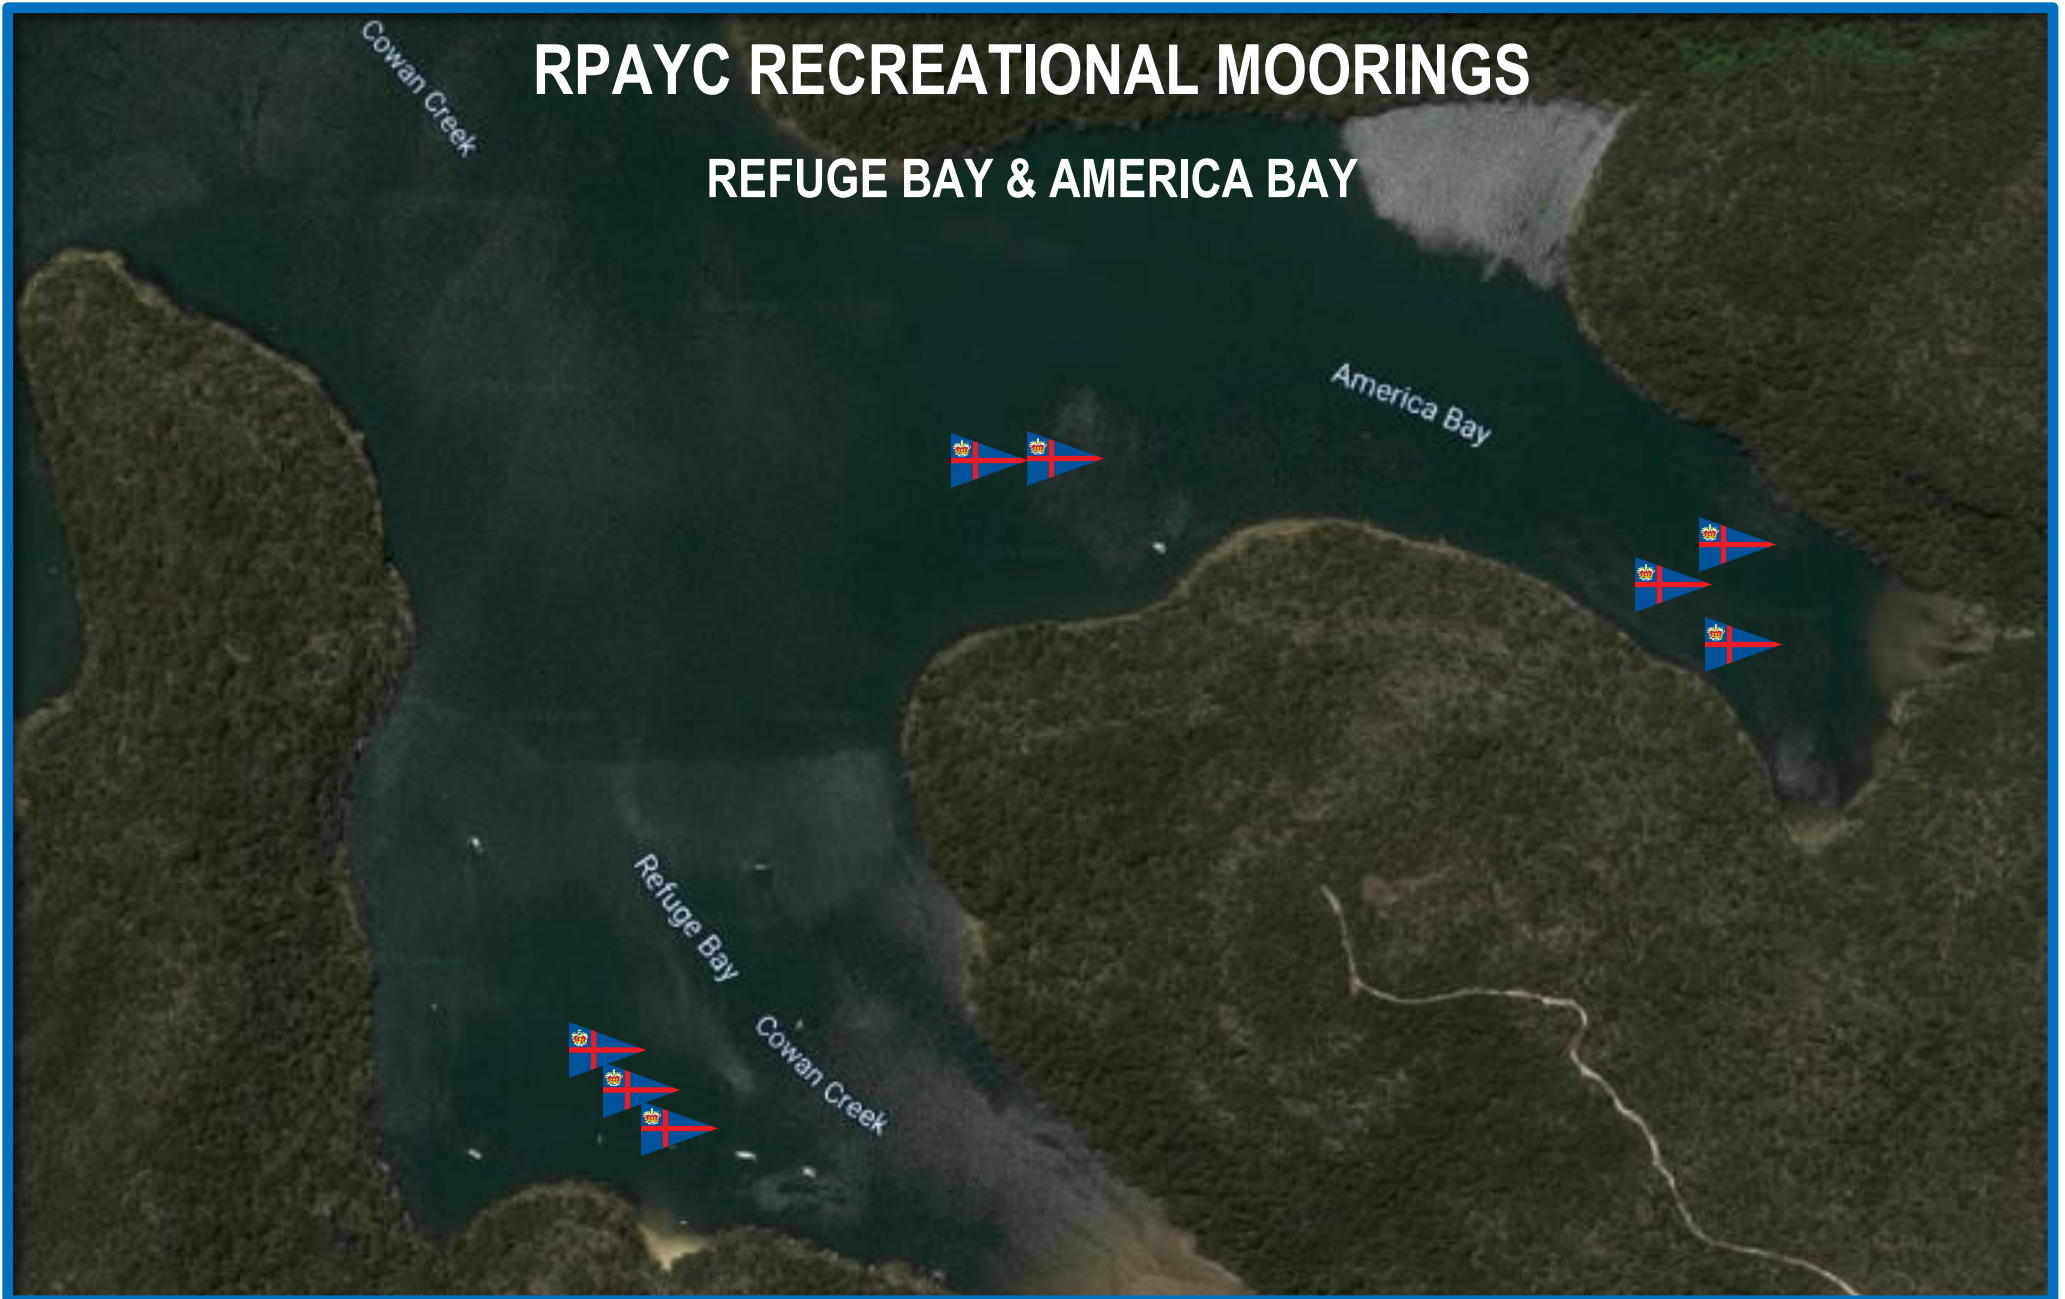 RPAYC RECREATIONAL MOORINGS
REFUGE BAY & AMERICA BAY
Cowan Creek
America Bay
Refuge Bay
Cowan Creek